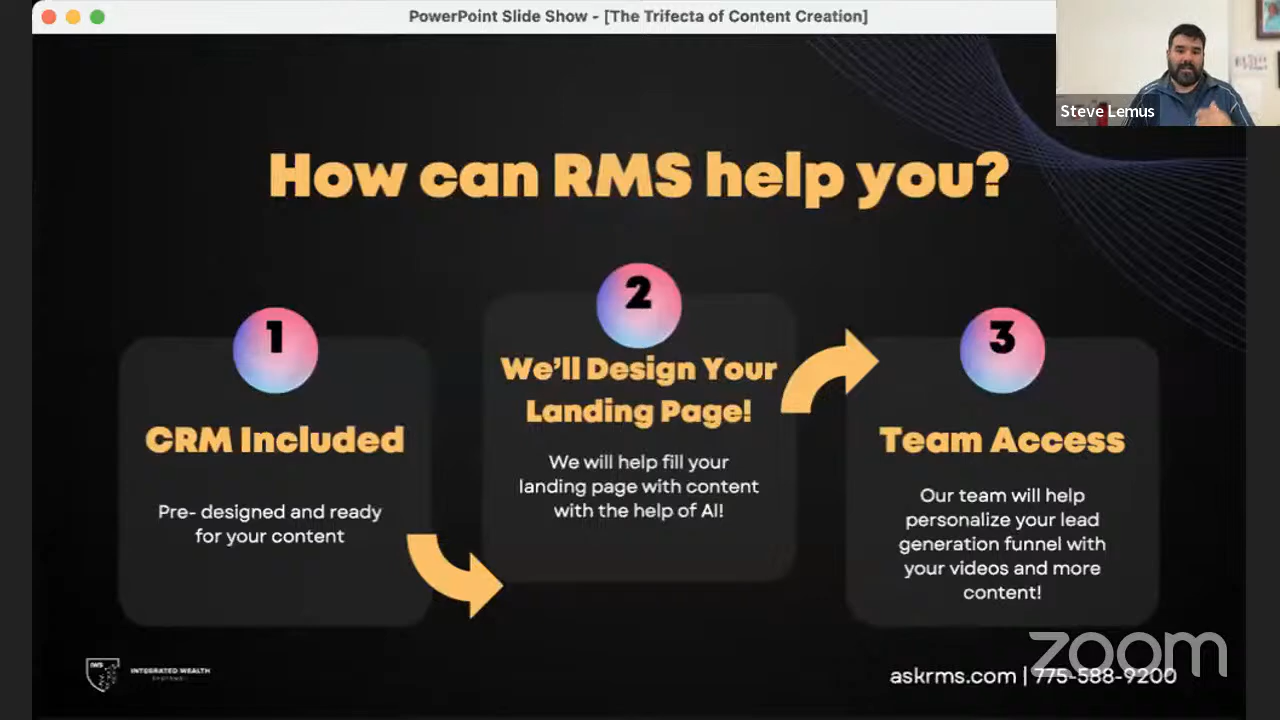 PowerPoint Slide Show - [The Trifecta of Content Creation]
Steve Lemus
How can RMS help you?
1
CRM Included
Pre- designed and ready
for your content
2
We'll Design Your
Landing Page!
We will help fill your
landing page with content
with the help of AI!
3
Team Access
Our team will help
personalize your lead
generation funnel with
your videos and more
content!
IWS
INTEGRATED WEALTH
SYSTEMS
askrms.com | 775-588-9200
zoom